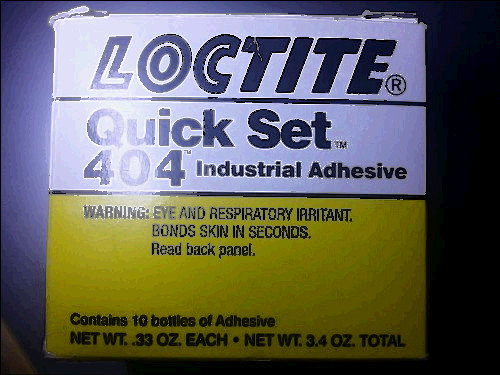 LOCTITE®
Quick Set™
404™ Industrial Adhesive
WARNING: EYE AND RESPIRATORY IRRITANT.
BONDS SKIN IN SECONDS.
Read back panel.
Contains 10 bottles of Adhesive
NET WT. .33 OZ. EACH • NET WT. 3.4 OZ. TOTAL